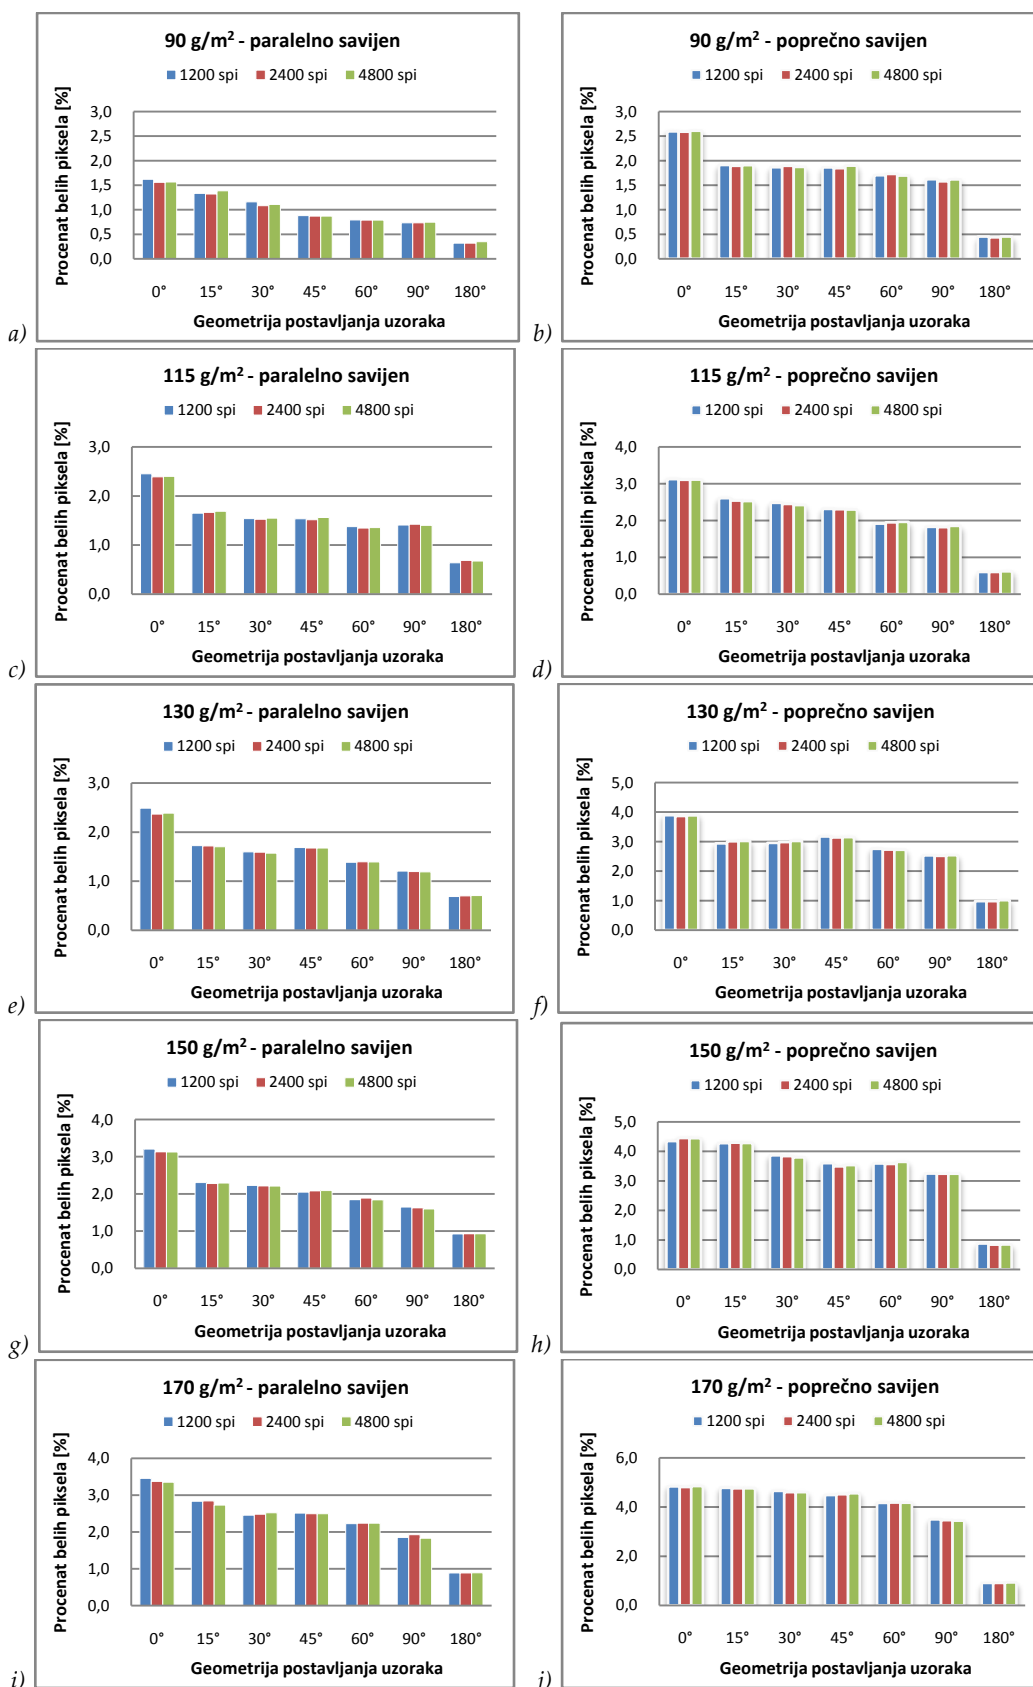 90 g/m² - paralelno savijen
1200 spi 2400 spi 4800 spi
Procenat belih piksela [%]
3,0
2,5
2,0
1,5
1,0
0,5
0,0
0° 15° 30° 45° 60° 90° 180°
Geometrija postavljanja uzoraka
a)
90 g/m² - poprečno savijen
1200 spi 2400 spi 4800 spi
Procenat belih piksela [%]
3,0
2,5
2,0
1,5
1,0
0,5
0,0
0° 15° 30° 45° 60° 90° 180°
Geometrija postavljanja uzoraka
b)
115 g/m² - paralelno savijen
1200 spi 2400 spi 4800 spi
Procenat belih piksela [%]
3,0
2,0
1,0
0,0
0° 15° 30° 45° 60° 90° 180°
Geometrija postavljanja uzoraka
c)
115 g/m² - poprečno savijen
1200 spi 2400 spi 4800 spi
Procenat belih piksela [%]
4,0
3,0
2,0
1,0
0,0
0° 15° 30° 45° 60° 90° 180°
Geometrija postavljanja uzoraka
d)
130 g/m² - paralelno savijen
1200 spi 2400 spi 4800 spi
Procenat belih piksela [%]
3,0
2,0
1,0
0,0
0° 15° 30° 45° 60° 90° 180°
Geometrija postavljanja uzoraka
e)
130 g/m² - poprečno savijen
1200 spi 2400 spi 4800 spi
Procenat belih piksela [%]
5,0
4,0
3,0
2,0
1,0
0,0
0° 15° 30° 45° 60° 90° 180°
Geometrija postavljanja uzoraka
f)
150 g/m² - paralelno savijen
1200 spi 2400 spi 4800 spi
Procenat belih piksela [%]
4,0
3,0
2,0
1,0
0,0
0° 15° 30° 45° 60° 90° 180°
Geometrija postavljanja uzoraka
g)
150 g/m² - poprečno savijen
1200 spi 2400 spi 4800 spi
Procenat belih piksela [%]
5,0
4,0
3,0
2,0
1,0
0,0
0° 15° 30° 45° 60° 90° 180°
Geometrija postavljanja uzoraka
h)
170 g/m² - paralelno savijen
1200 spi 2400 spi 4800 spi
Procenat belih piksela [%]
4,0
3,0
2,0
1,0
0,0
0° 15° 30° 45° 60° 90° 180°
Geometrija postavljanja uzoraka
i)
170 g/m² - poprečno savijen
1200 spi 2400 spi 4800 spi
Procenat belih piksela [%]
6,0
4,0
2,0
0,0
0° 15° 30° 45° 60° 90° 180°
Geometrija postavljanja uzoraka
j)